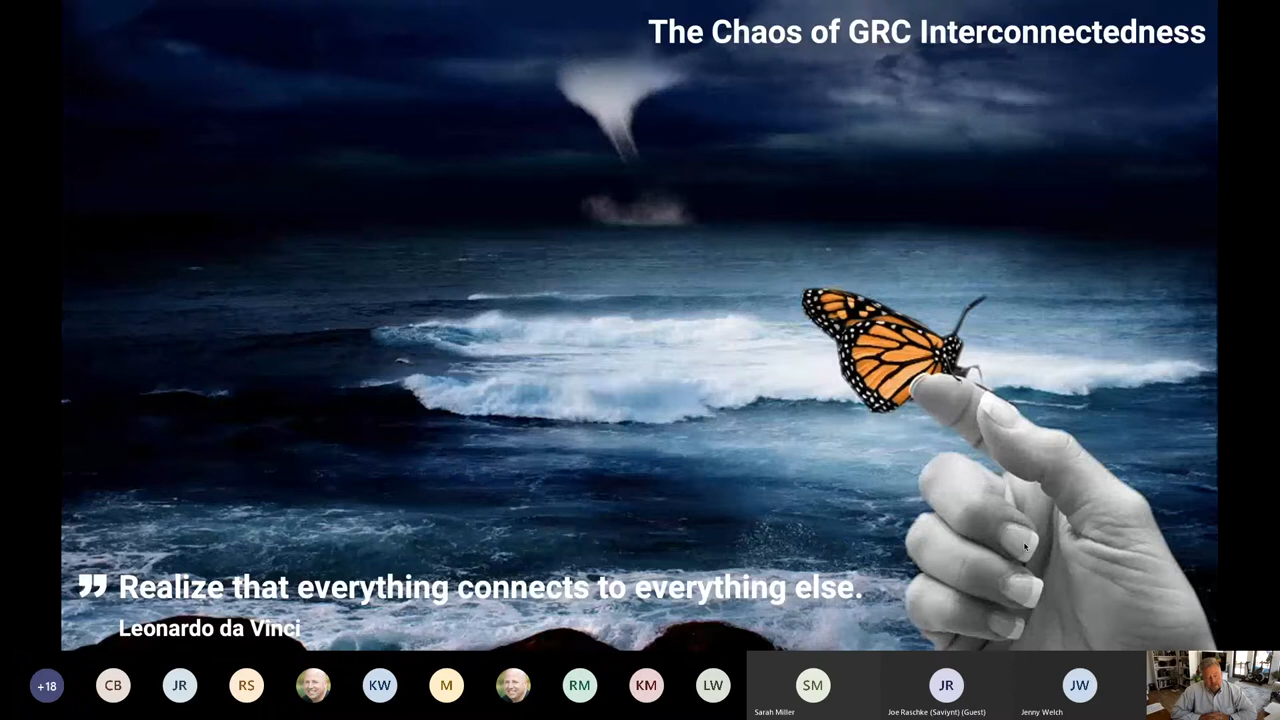 The Chaos of GRC Interconnectedness
” Realize that everything connects to everything else.
Leonardo da Vinci
+18
CB
JR
RS
KW
M
RM
KM
LW
SM
JR
JW
Sarah Miller
Joe Raschke (Saviynt) (Guest)
Jenny Welch